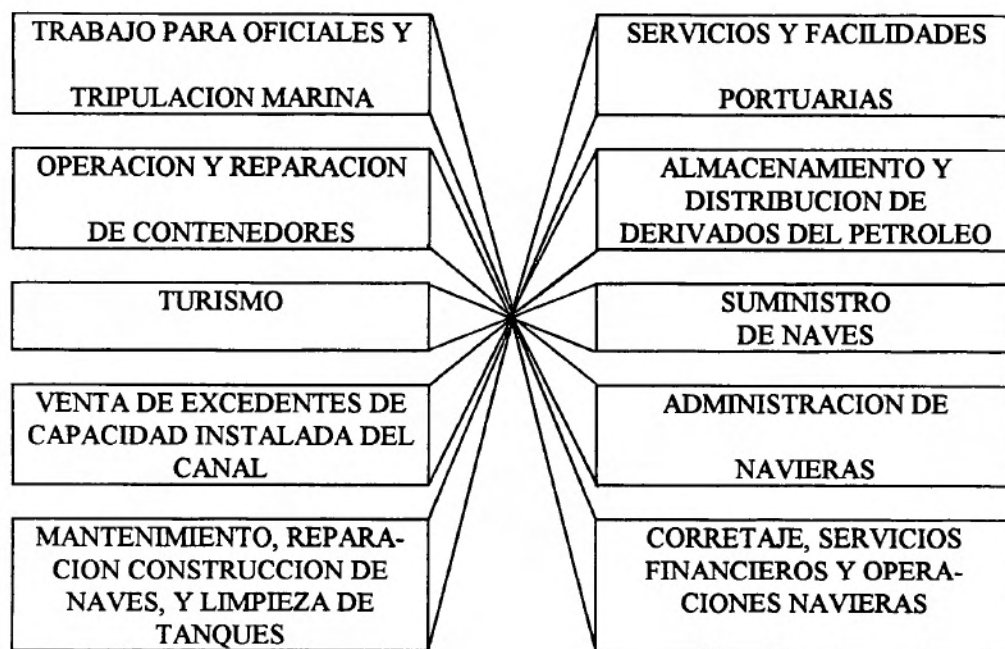 TRABAJO PARA OFICIALES Y
TRIPULACION MARINA
OPERACION Y REPARACION
DE CONTENEDORES
TURISMO
VENTA DE EXCEDENTES DE
CAPACIDAD INSTALADA DEL
CANAL
MANTENIMIENTO, REPARA-
CION CONSTRUCCION DE
NAVES, Y LIMPIEZA DE
TANQUES
SERVICIOS Y FACILIDADES
PORTUARIAS
ALMACENAMIENTO Y
DISTRIBUCION DE
DERIVADOS DEL PETROLEO
SUMINISTRO
DE NAVES
ADMINISTRACION DE
NAVIERAS
CORRETAJE, SERVICIOS
FINANCIEROS Y OPERA-
CIONES NAVIERAS